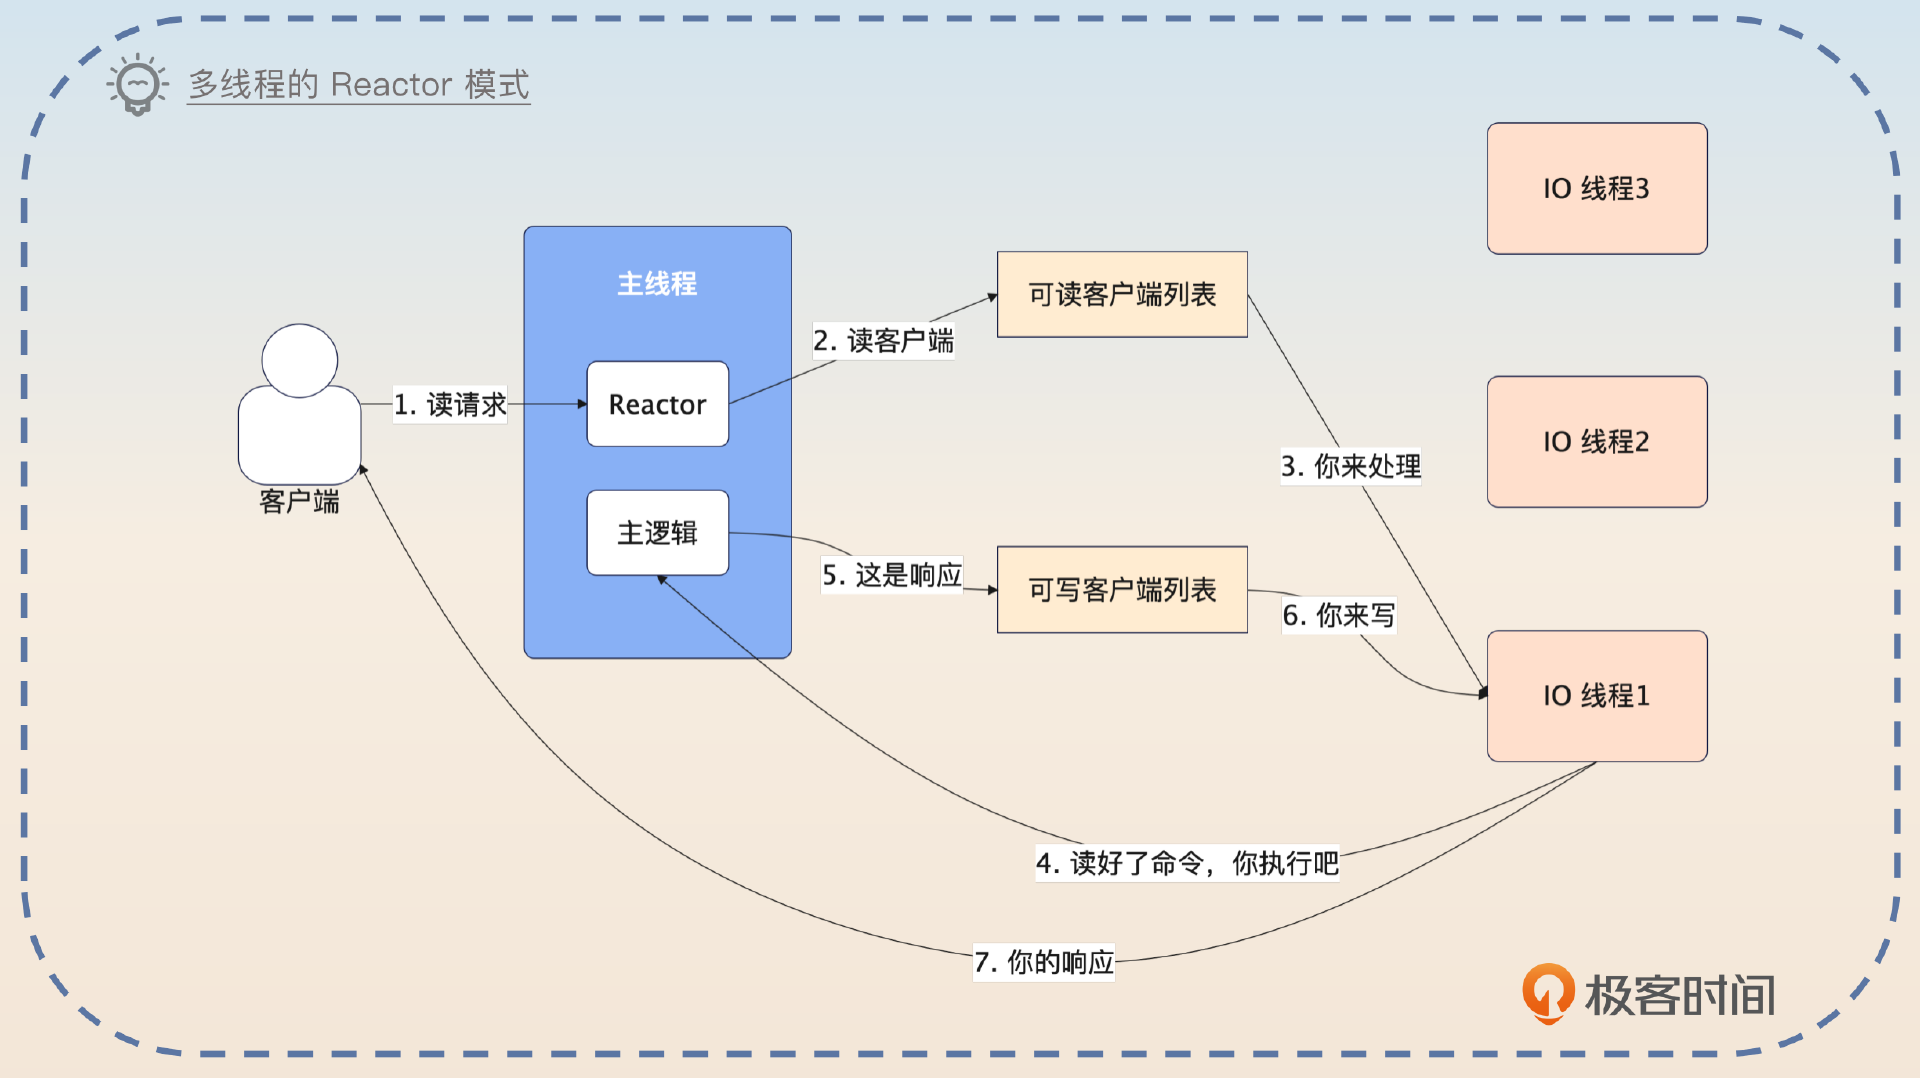 多线程的 Reactor 模式
IO 线程3
主线程
可读客户端列表
2. 读客户端
1. 读请求
Reactor
IO 线程2
3. 你来处理
客户端
主逻辑
5. 这是响应
可写客户端列表
6. 你来写
IO 线程1
4. 读好了命令，你执行吧
7. 你的响应
极客时间